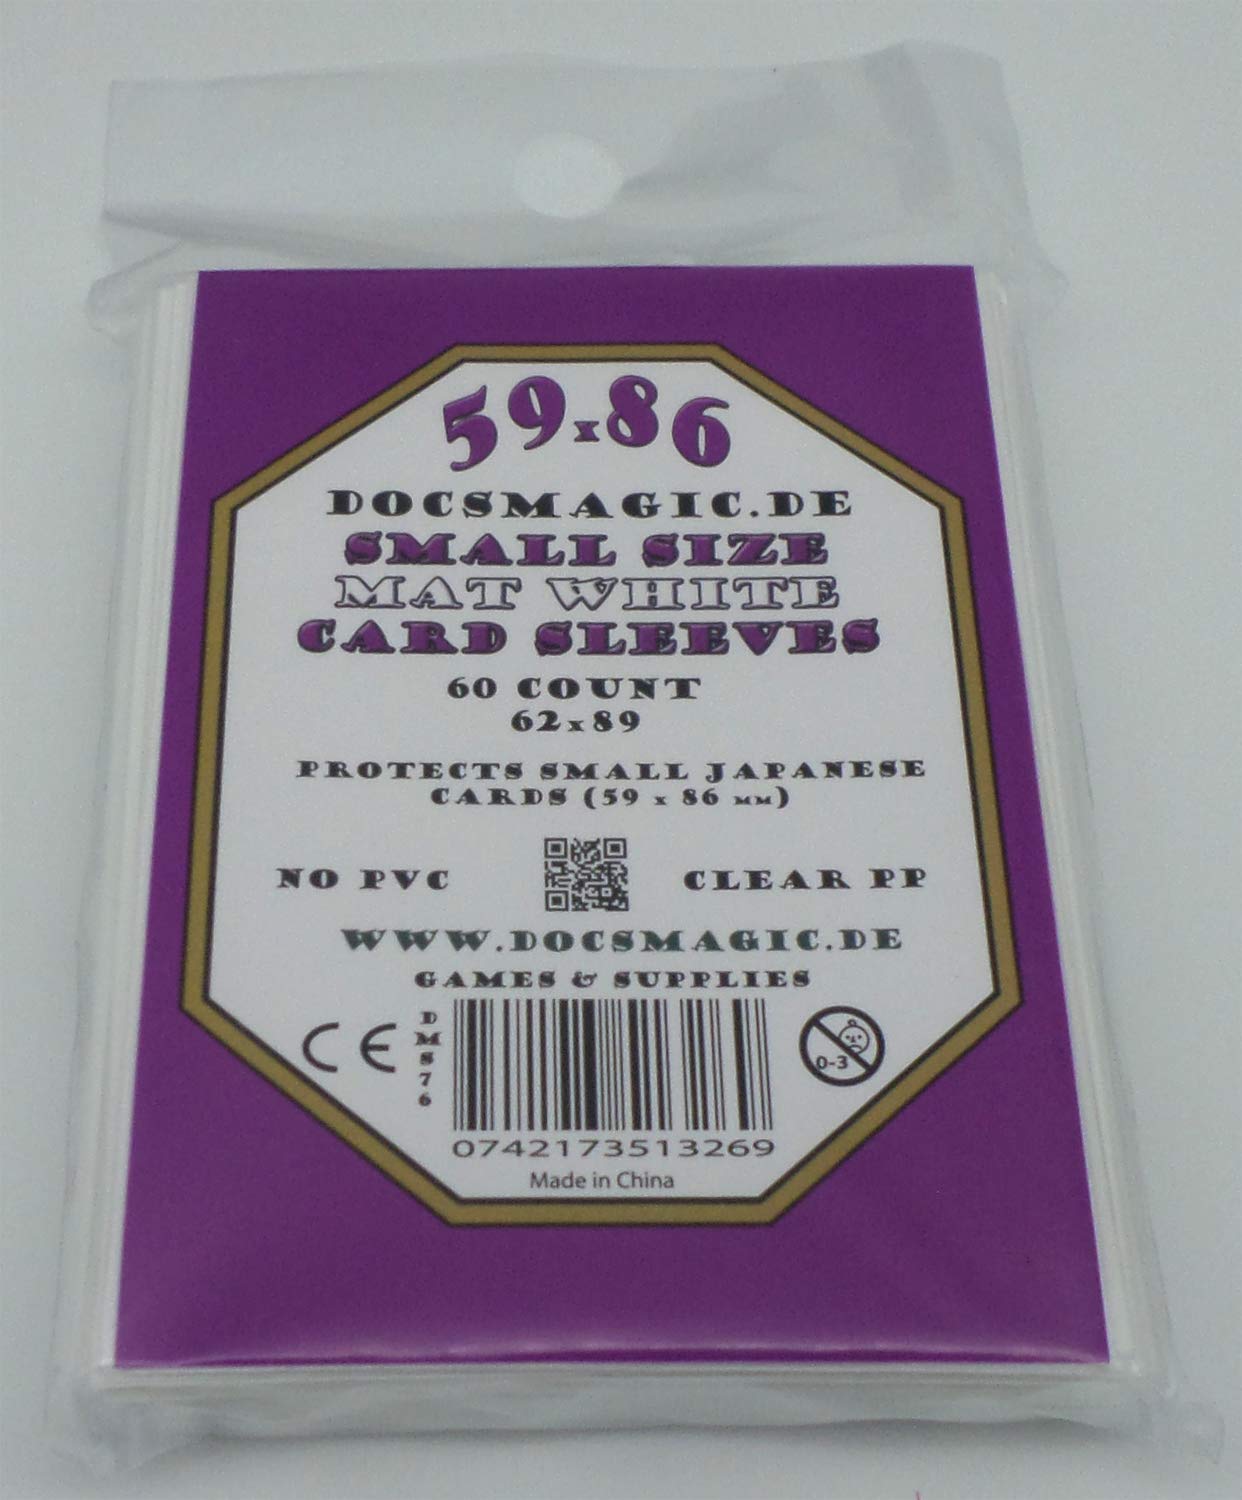 59x86
DOCSMAGIC.DE
SMALL SIZE
MAT WHITE
CARD SLEEVES
60 COUNT
62x89
PROTECTS SMALL JAPANESE
CARDS (59 x 86 MM)
NO PVC CLEAR PP
WWW.DOCSMAGIC.DE
GAMES & SUPPLIES
CE
DMS76
0-3
0742173513269
Made in China